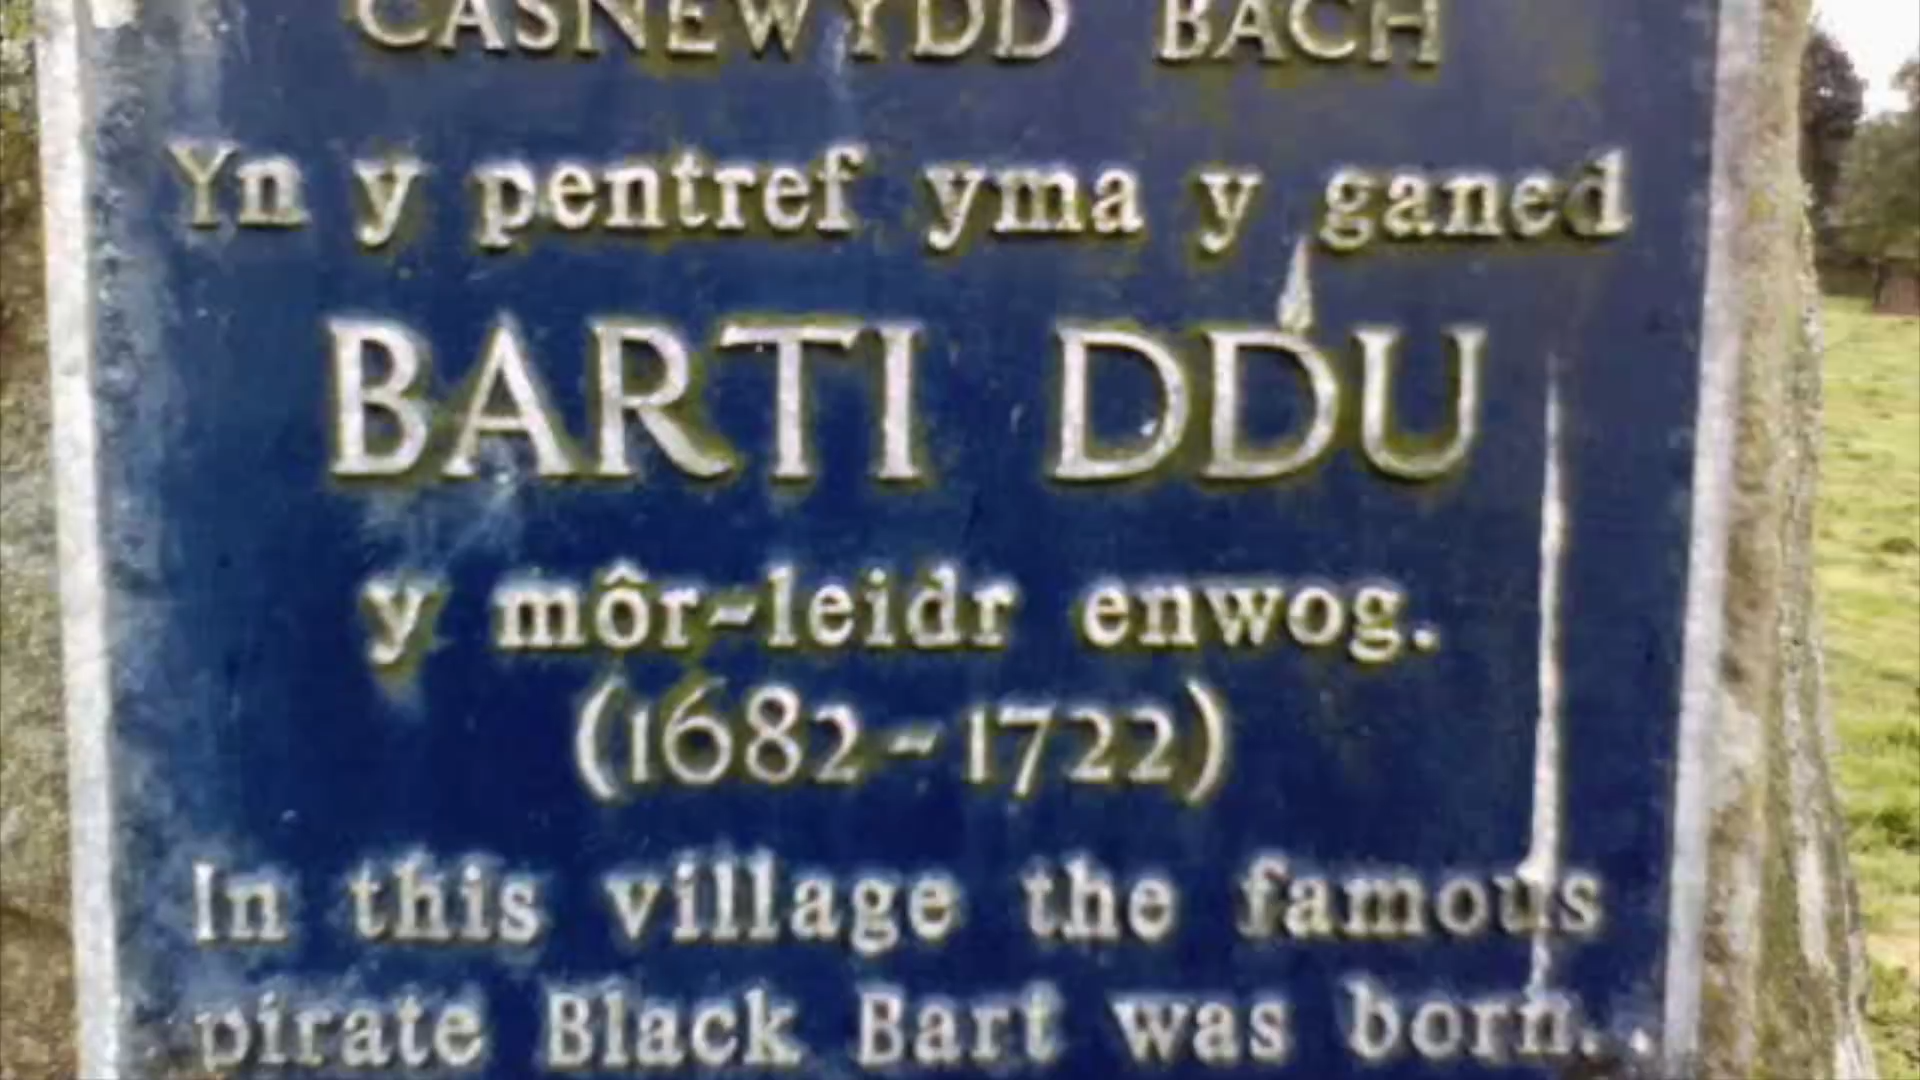 CASNEWYDD BACH
Yn y pentref yma y ganed
BARTI DDU
y môr-leidr enwog.
(1682-1722)
In this village the famous
pirate Black Bart was born..